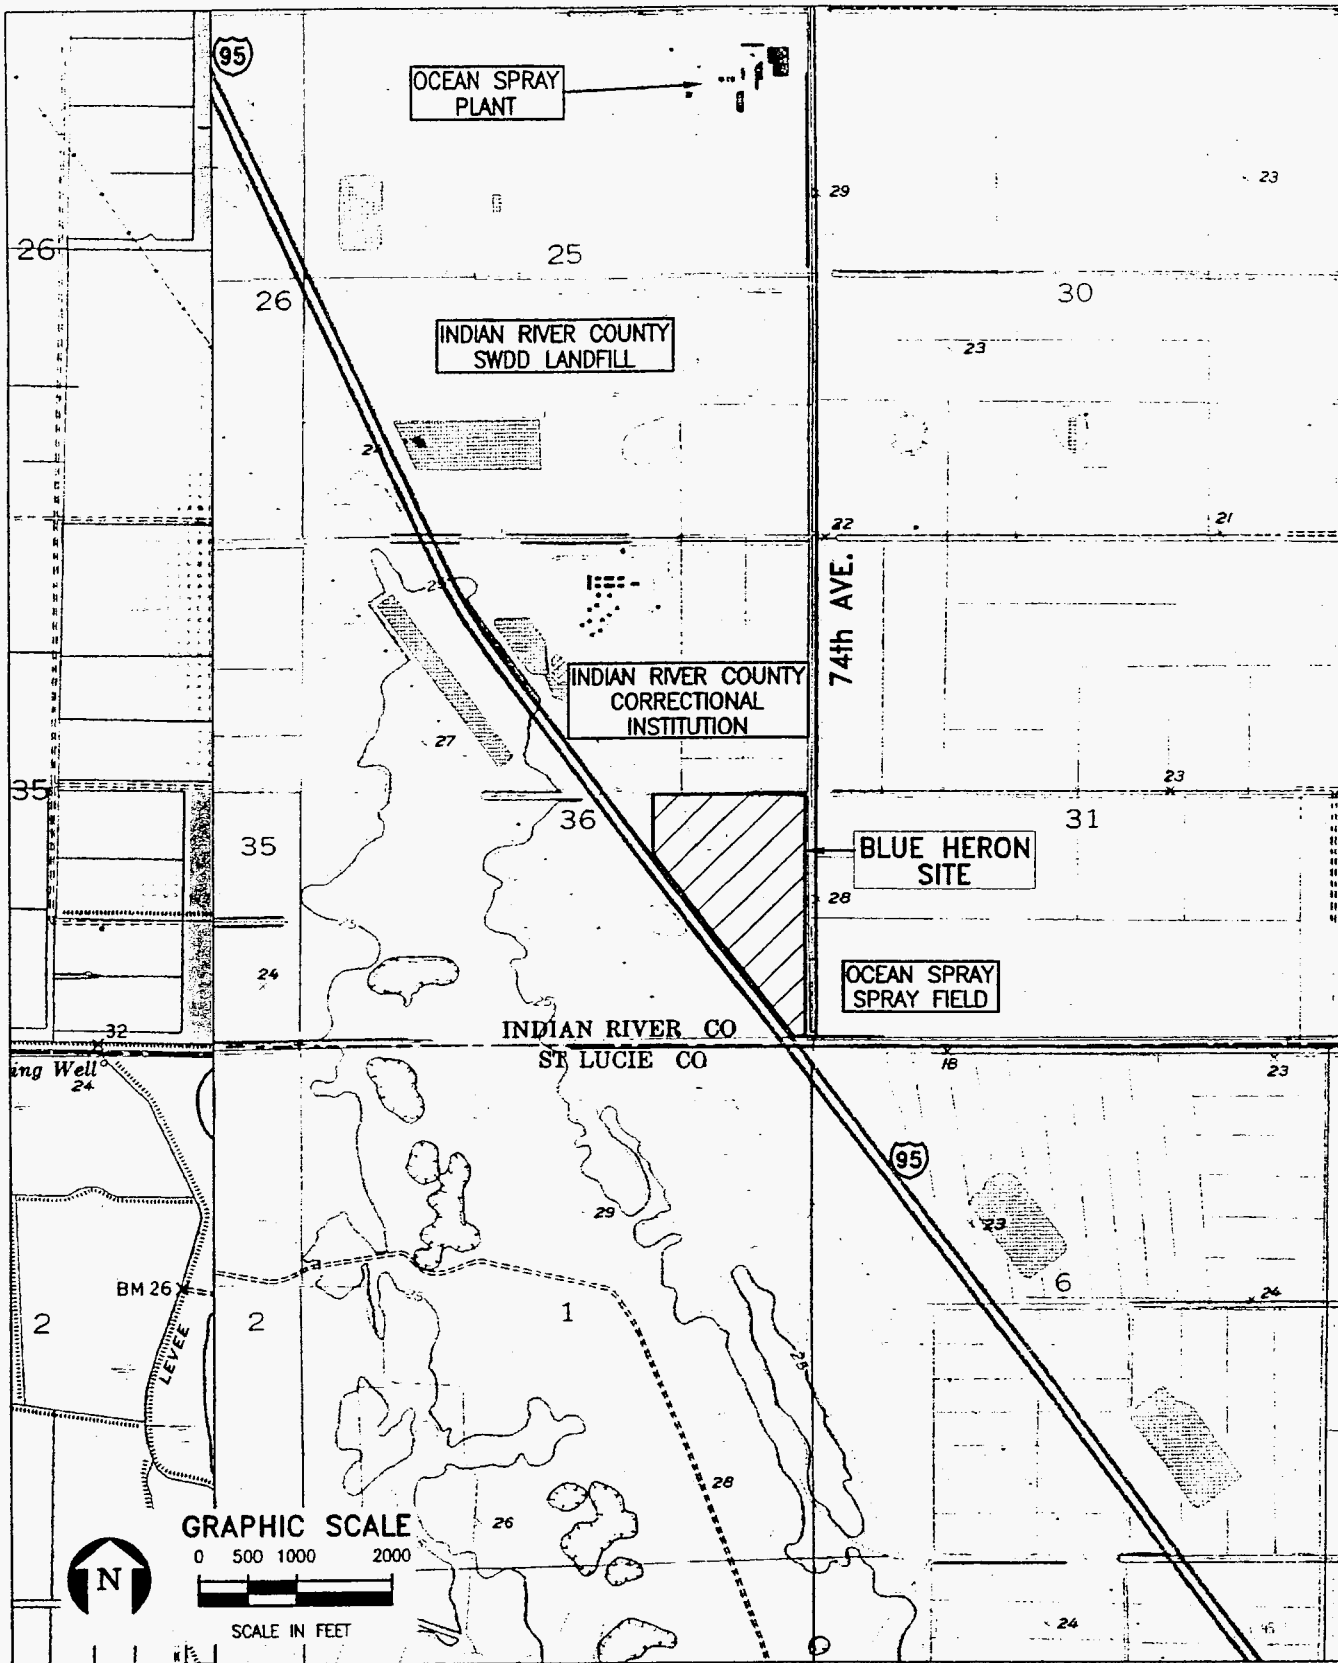 95
OCEAN SPRAY
PLANT
29
23
26
25
26
30
INDIAN RIVER COUNTY
SWDD LANDFILL
23
22
21
74th AVE.
INDIAN RIVER COUNTY
CORRECTIONAL
INSTITUTION
27
23
35
36
31
35
BLUE HERON
SITE
28
24
OCEAN SPRAY
SPRAY FIELD
INDIAN RIVER CO
ST LUCIE CO
32
ing Well
24
18
23
95
29
23
BM 26
6
24
2
2
1
LEVEE
28
26
GRAPHIC SCALE
0 500 1000 2000
SCALE IN FEET
N
24